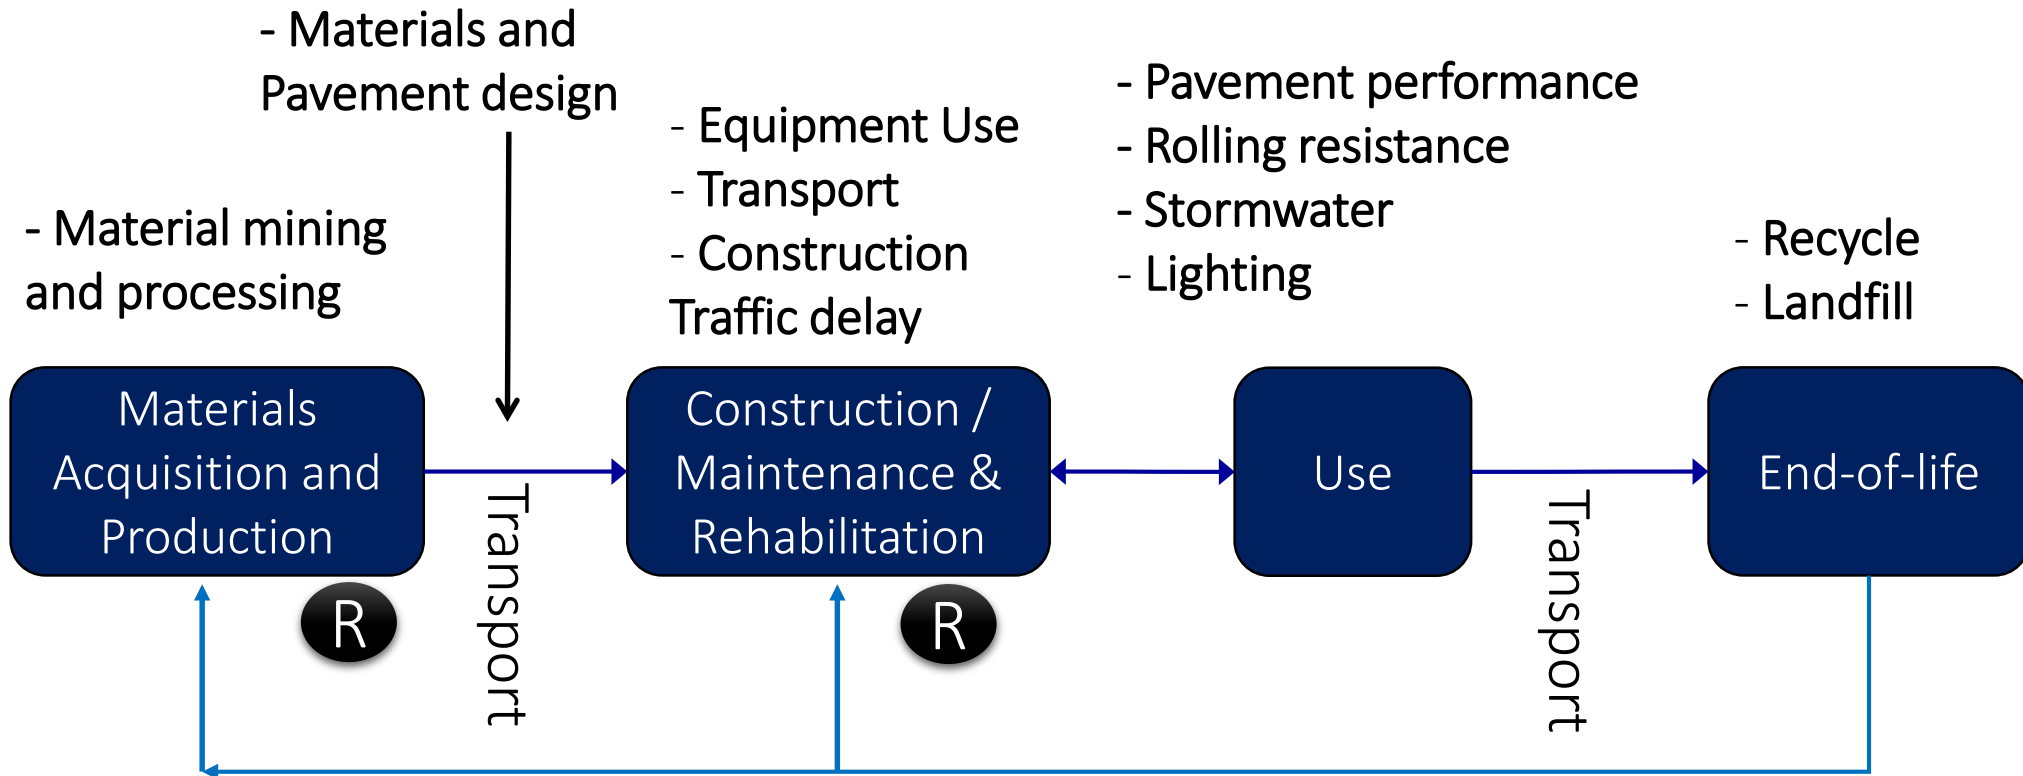 - Materials and
Pavement design
- Material mining
and processing
- Equipment Use
- Transport
- Construction
Traffic delay
- Pavement performance
- Rolling resistance
- Stormwater
- Lighting
- Recycle
- Landfill
Materials
Acquisition and
Production
Transport
Construction /
Maintenance &
Rehabilitation
Use
Transport
End-of-life
R
R